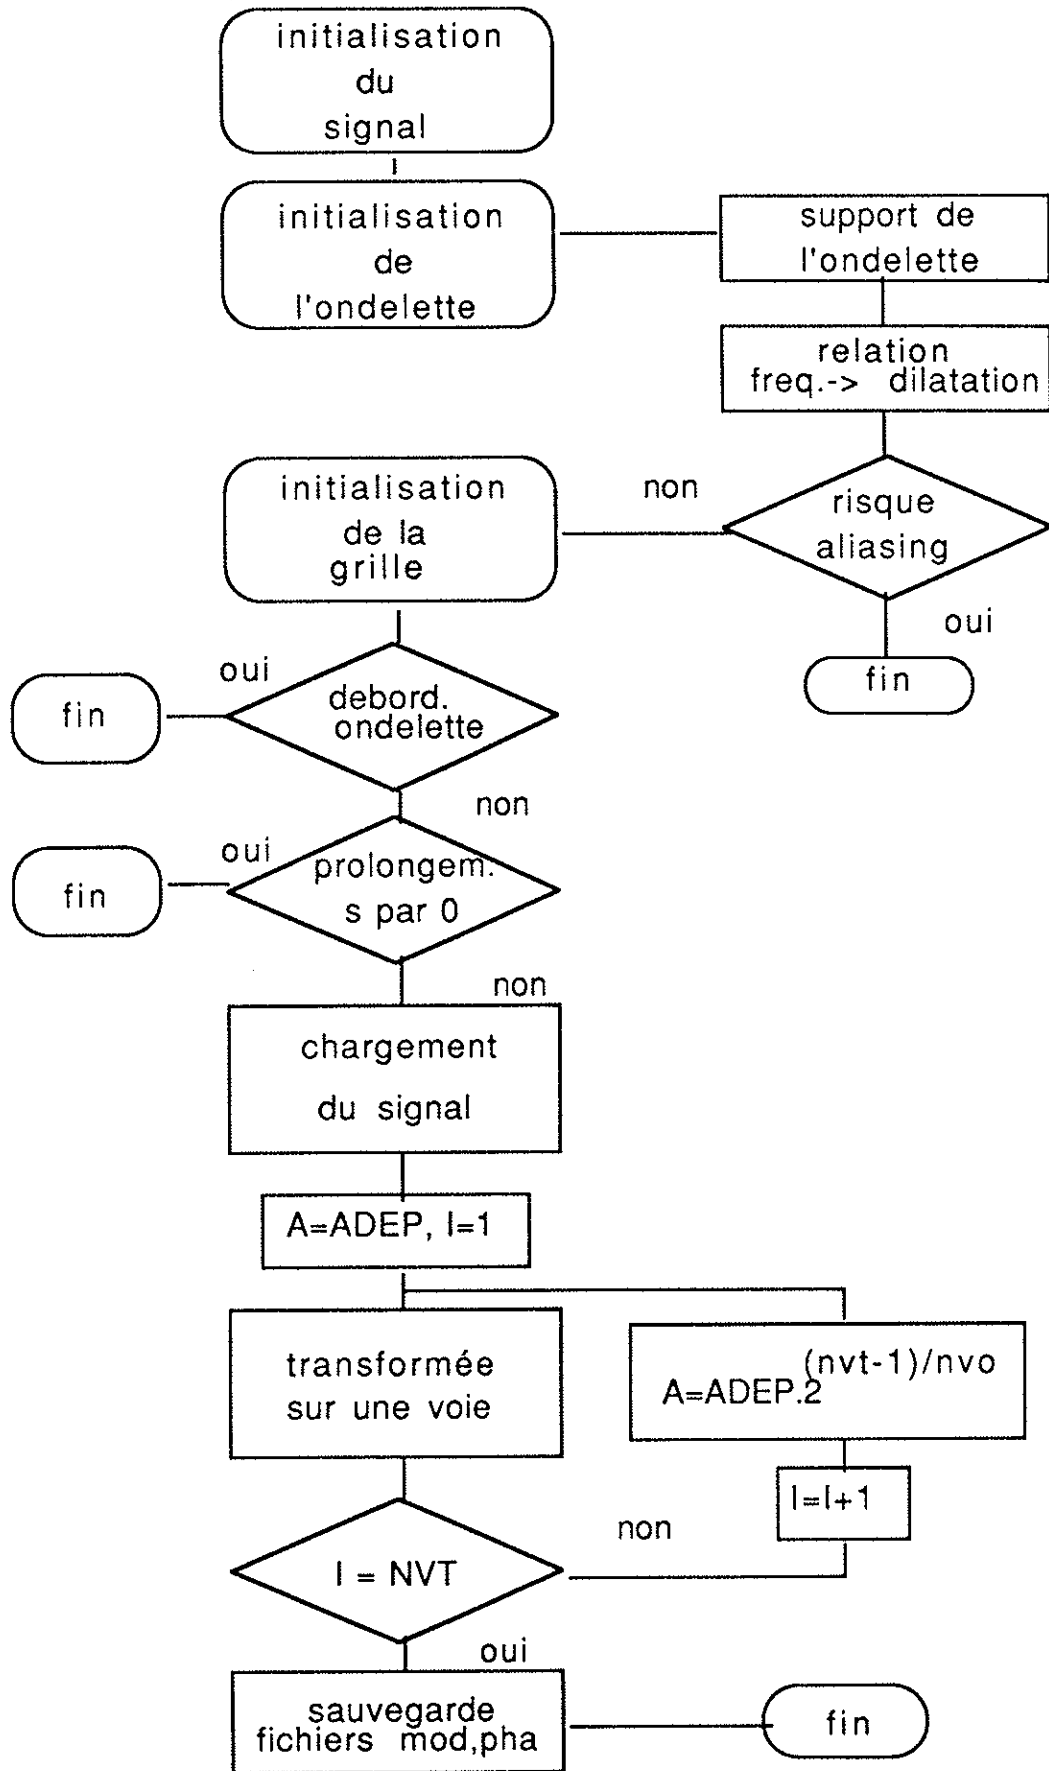 initialisation
du
signal
initialisation
de
l'ondelette
support de
l'ondelette
relation
freq.-> dilatation
risque
aliasing
non
oui
fin
initialisation
de la
grille
debord.
ondelette
oui
fin
non
prolongem.
s par 0
oui
fin
non
chargement
du signal
A=ADEP, I=1
transformée
sur une voie
(nvt-1)/nvo
A=ADEP.2
I=I+1
non
I = NVT
oui
sauvegarde
fichiers mod,pha
fin